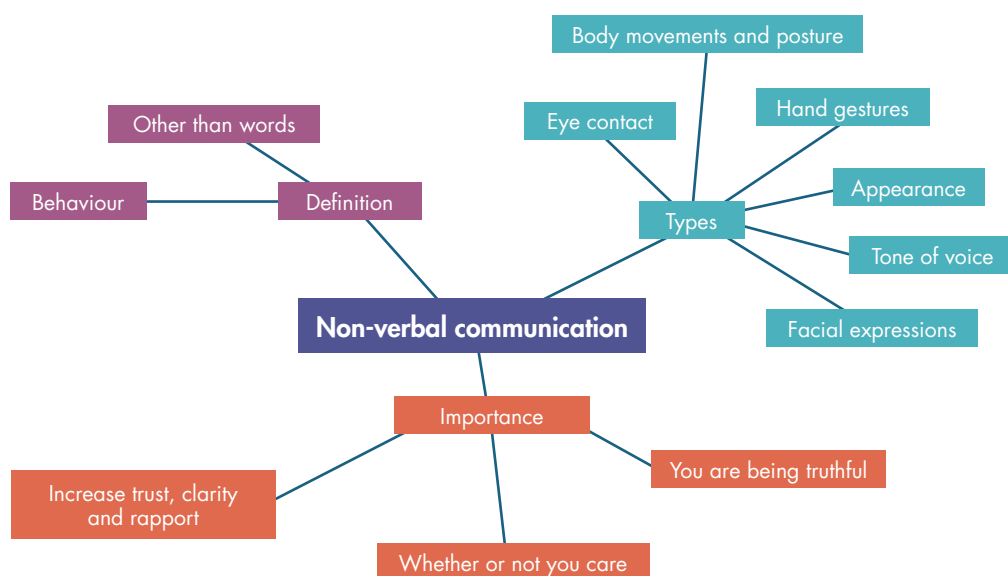 Body movements and posture
Hand gestures
Eye contact
Other than words
Appearance
Behaviour
Definition
Types
Tone of voice
Non-verbal communication
Facial expressions
Importance
You are being truthful
Increase trust, clarity
and rapport
Whether or not you care